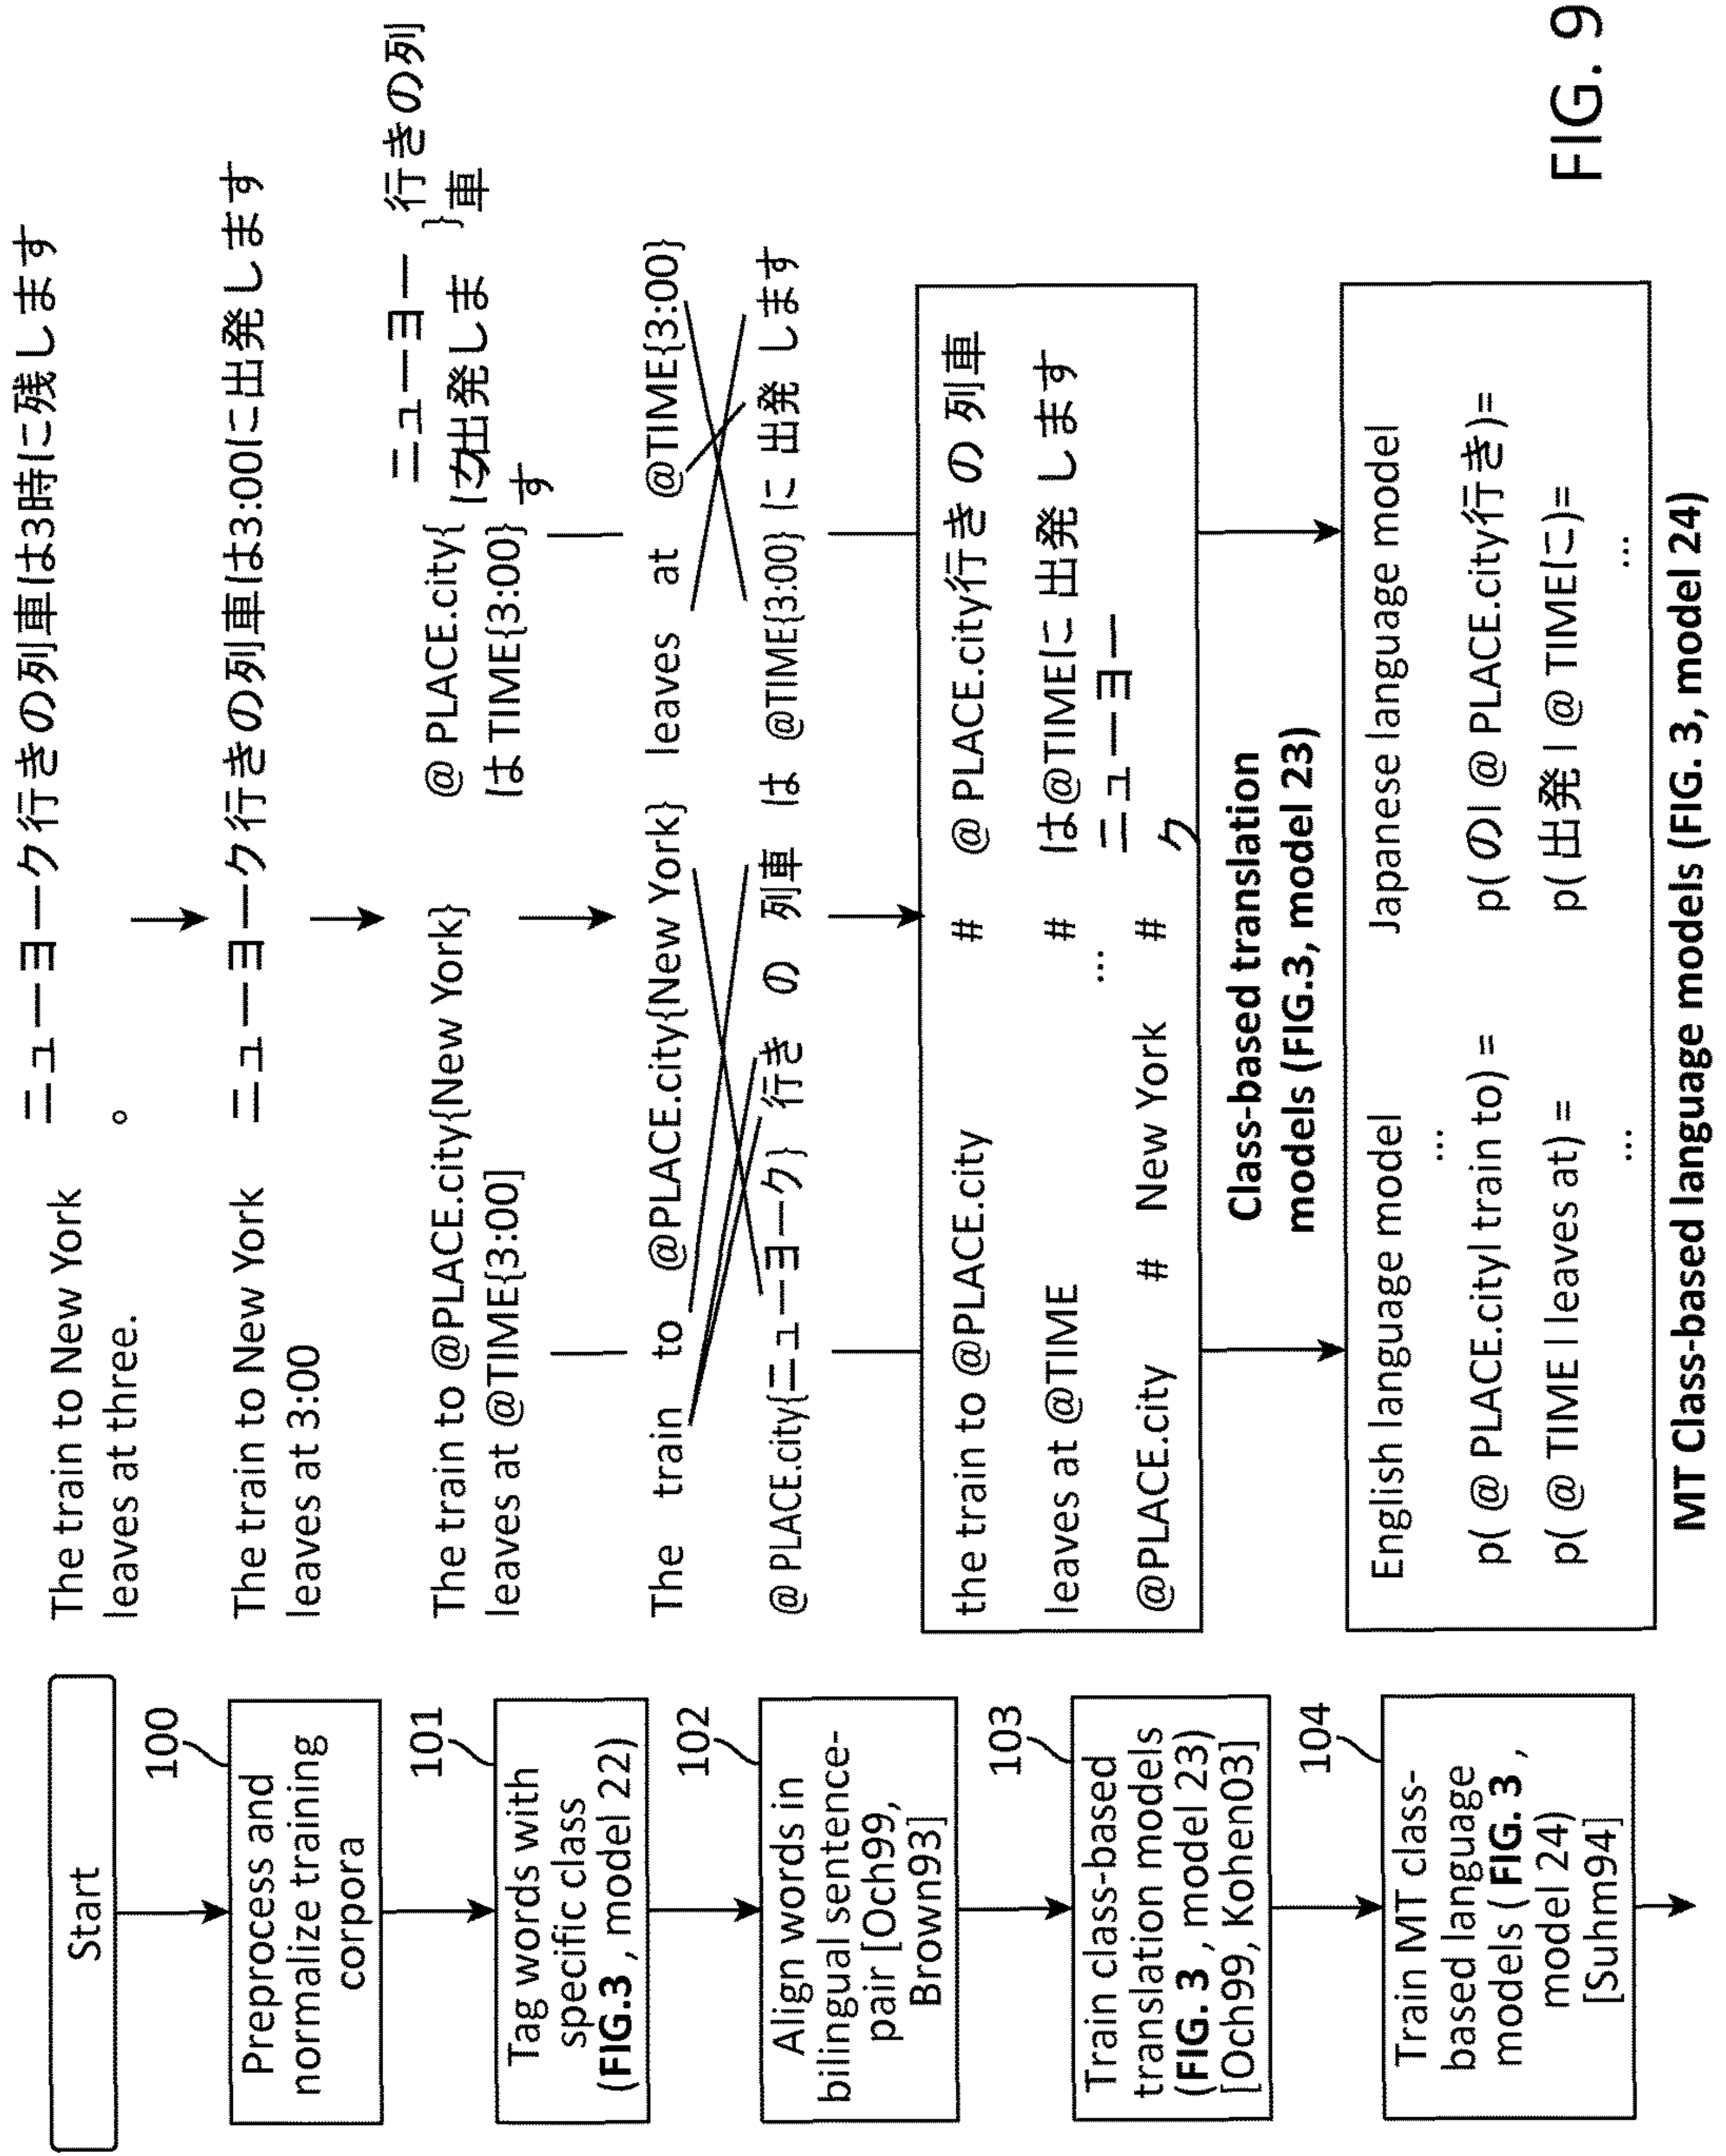 Start
100
Preprocess and
normalize training
corpora
101
Tag words with
specific class
(FIG.3 , model 22)
102
Align words in
bilingual sentence-
pair [Och99,
Brown93]
103
Train class-based
translation models
(FIG. 3 , model 23)
[Och99, Kohen03]
104
Train MT class-
based language
models ( FIG. 3 ,
model 24)
[Suhm94]
The train to New York
leaves at three.
ニューヨーク行きの列車は3時に残します
。
The train to New York
leaves at 3:00
ニューヨーク行きの列車は3:00に出発します
The train to @PLACE.city{New York}
leaves at @TIME{3:00]
@ PLACE.city{ ニューヨー 行きの列
ク }車
は TIME{3:00} に出発しま
す
The train to @PLACE.city{New York} leaves at @TIME{3:00}
@ PLACE.city{ニューヨーク} 行き の 列車 は @TIME{3:00} に 出発 します
the train to @PLACE.city # @ PLACE.city行き の 列車
leaves at @TIME # は@TIMEに 出発 します
...
@PLACE.city # New York # ニューヨー
ク
Class-based translation
models (FIG.3, model 23)
English language model
...
p( @ PLACE.cityl train to) =
p( @ TIME l leaves at) =
...
Japanese language model
p( のl @ PLACE.city行き)=
p( 出発 l @ TIMEに)=
...
MT Class-based language models (FIG. 3, model 24)
FIG. 9